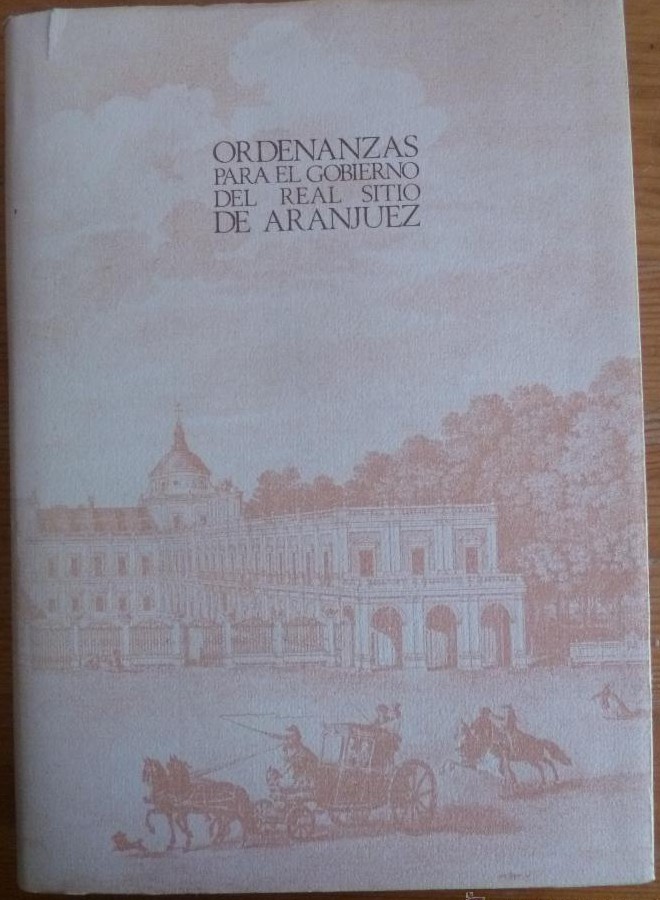 ORDENANZAS
PARA EL GOBIERNO
DEL REAL SITIO
DE ARANJUEZ